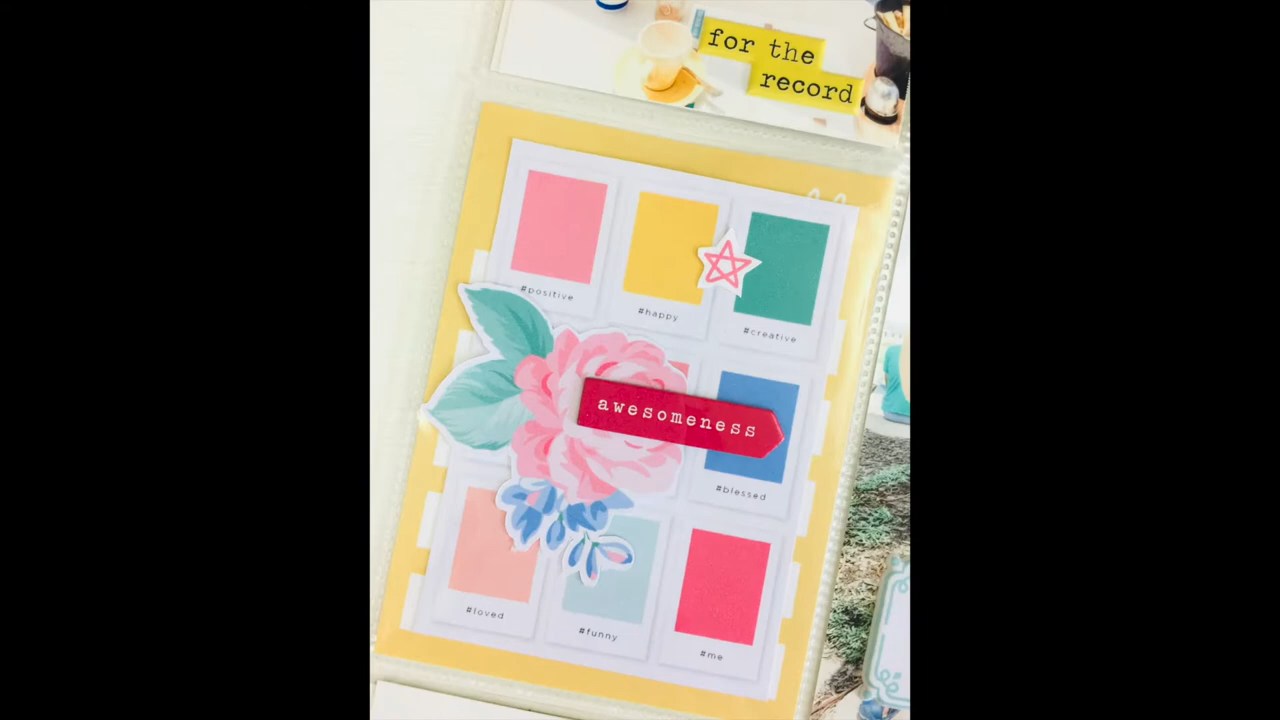 for the
record
#positive
#happy
#creative
awesomeness
#blessed
#loved
#funny
#me